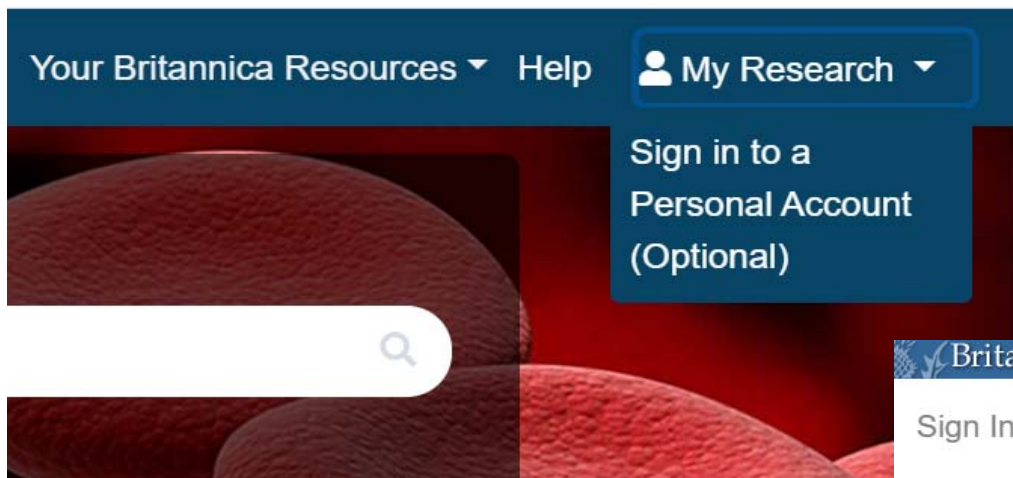 Your Britannica Resources Help My Research
Sign in to a
Personal Account
(Optional)
Sign In